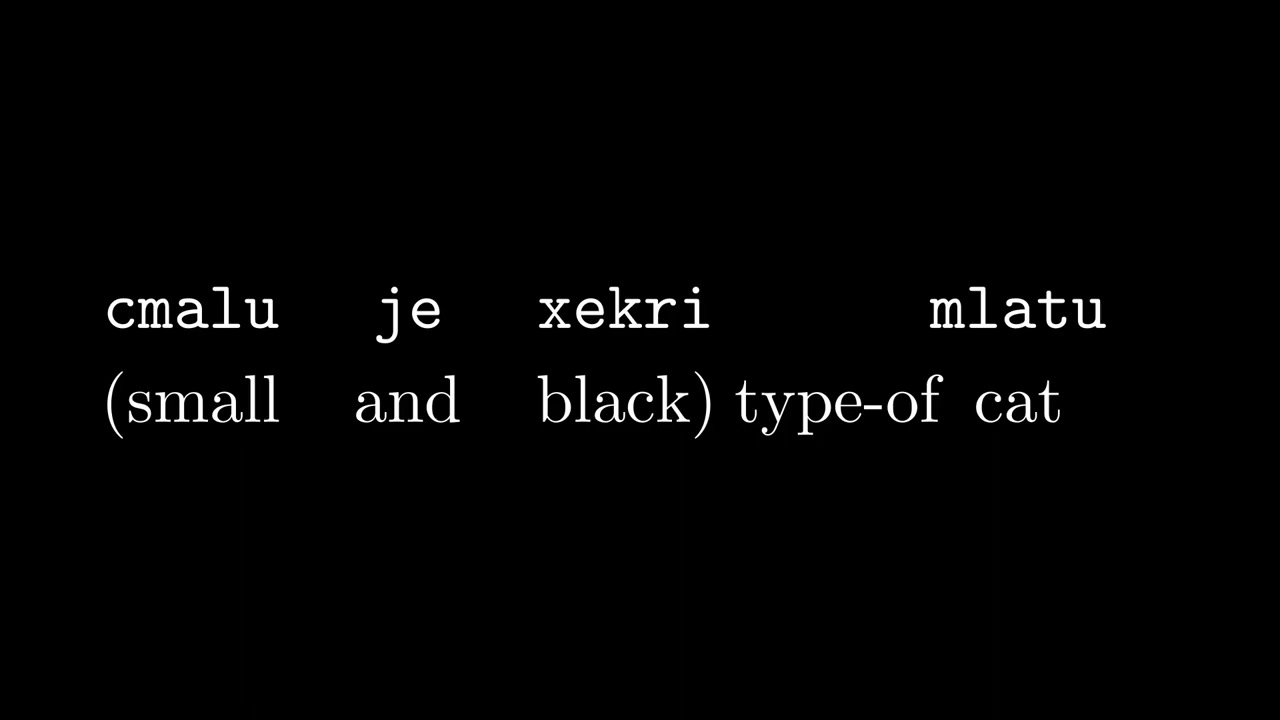 cmalu je xekri mlatu
(small and black) type-of cat